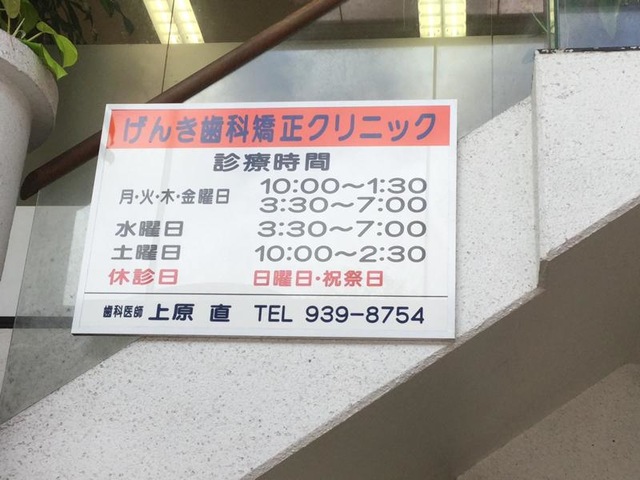 げんき歯科矯正クリニック
診療時間
月・火・木・金曜日 10:00〜1:30
3:30〜7:00
水曜日 3:30〜7:00
土曜日 10:00〜2:30
休診日 日曜日・祝祭日
歯科医師 上原 直 TEL 939-8754